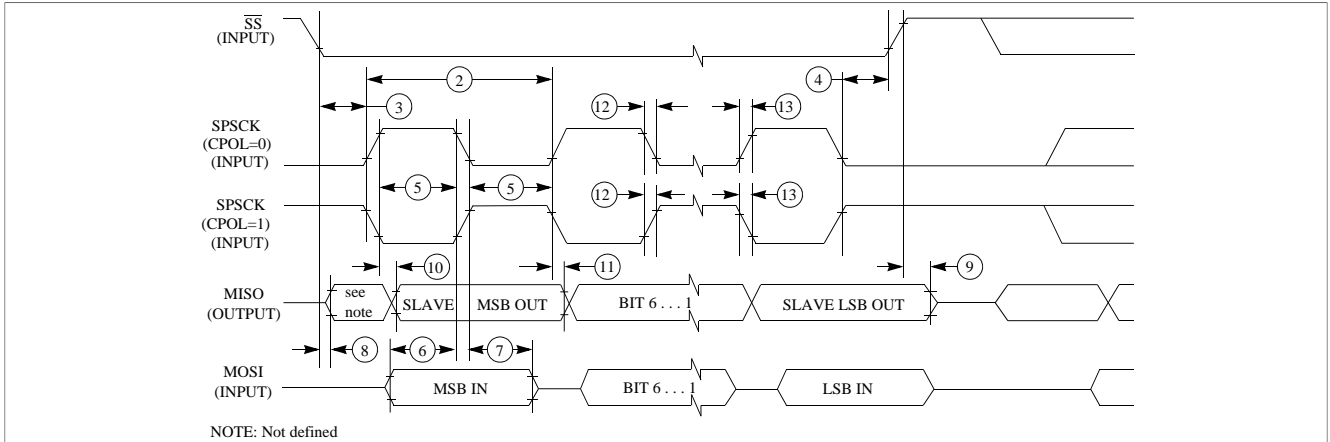 SS
(INPUT)
2
4
3
12
13
SPSCK
(CPOL=0)
(INPUT)
5
5
12
13
SPSCK
(CPOL=1)
(INPUT)
10
11
9
MISO
(OUTPUT)
see
note
SLAVE
MSB OUT
BIT 6 . . . 1
SLAVE LSB OUT
8
6
7
MOSI
(INPUT)
MSB IN
BIT 6 . . . 1
LSB IN
NOTE: Not defined